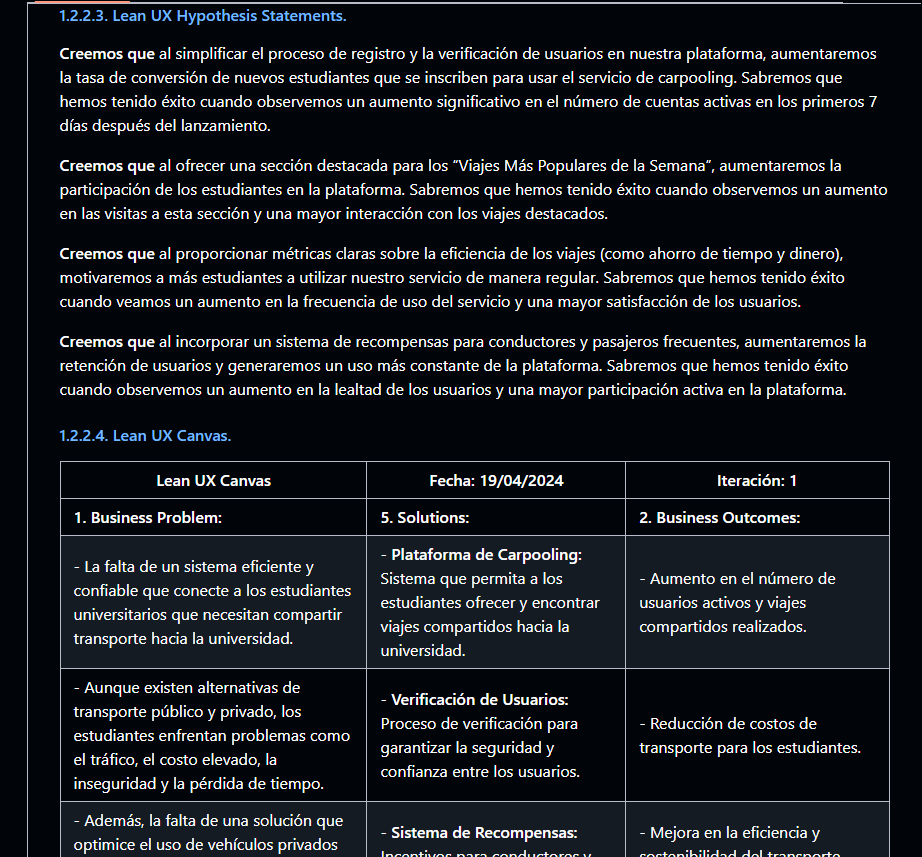 1.2.2.3. Lean UX Hypothesis Statements.
Creemos que al simplificar el proceso de registro y la verificación de usuarios en nuestra plataforma, aumentaremos
la tasa de conversión de nuevos estudiantes que se inscriben para usar el servicio de carpooling. Sabremos que
hemos tenido éxito cuando observemos un aumento significativo en el número de cuentas activas en los primeros 7
días después del lanzamiento.
Creemos que al ofrecer una sección destacada para los “Viajes Más Populares de la Semana”, aumentaremos la
participación de los estudiantes en la plataforma. Sabremos que hemos tenido éxito cuando observemos un aumento
en las visitas a esta sección y una mayor interacción con los viajes destacados.
Creemos que al proporcionar métricas claras sobre la eficiencia de los viajes (como ahorro de tiempo y dinero),
motivaremos a más estudiantes a utilizar nuestro servicio de manera regular. Sabremos que hemos tenido éxito
cuando veamos un aumento en la frecuencia de uso del servicio y una mayor satisfacción de los usuarios.
Creemos que al incorporar un sistema de recompensas para conductores y pasajeros frecuentes, aumentaremos la
retención de usuarios y generaremos un uso más constante de la plataforma. Sabremos que hemos tenido éxito
cuando observemos un aumento en la lealtad de los usuarios y una mayor participación activa en la plataforma.
1.2.2.4. Lean UX Canvas.
Lean UX Canvas
Fecha: 19/04/2024
Iteración: 1
1. Business Problem:
5. Solutions:
2. Business Outcomes:
- La falta de un sistema eficiente y
confiable que conecte a los estudiantes
universitarios que necesitan compartir
transporte hacia la universidad.
- Plataforma de Carpooling:
Sistema que permita a los
estudiantes ofrecer y encontrar
viajes compartidos hacia la
universidad.
- Aumento en el número de
usuarios activos y viajes
compartidos realizados.
- Aunque existen alternativas de
transporte público y privado, los
estudiantes enfrentan problemas como
el tráfico, el costo elevado, la
inseguridad y la pérdida de tiempo.
- Verificación de Usuarios:
Proceso de verificación para
garantizar la seguridad y
confianza entre los usuarios.
- Reducción de costos de
transporte para los estudiantes.
- Además, la falta de una solución que
optimice el uso de vehículos privados
- Sistema de Recompensas:
Incentivos para conductores y
- Mejora en la eficiencia y
sostenibilidad del transporte